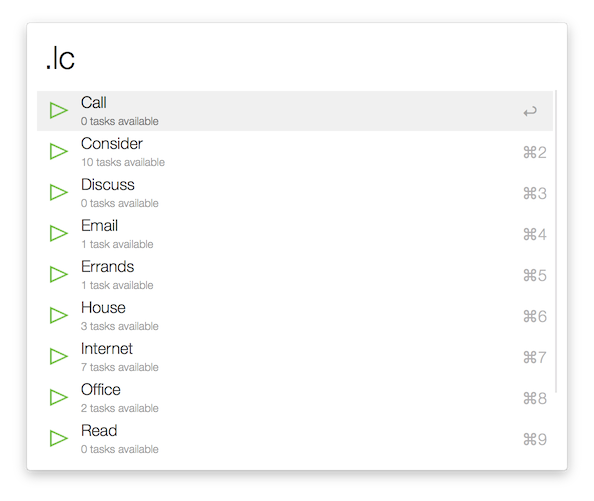 .lc
Call
0 tasks available
↩
Consider
10 tasks available
⌘2
Discuss
0 tasks available
⌘3
Email
1 task available
⌘4
Errands
1 task available
⌘5
House
3 tasks available
⌘6
Internet
7 tasks available
⌘7
Office
2 tasks available
⌘8
Read
0 tasks available
⌘9